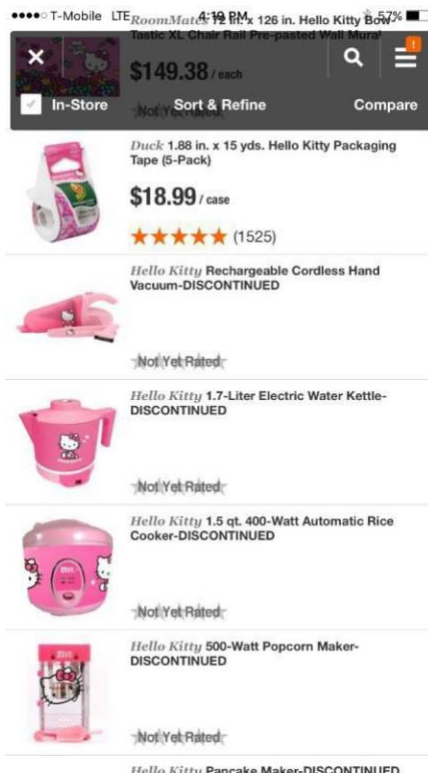 T-Mobile LTE 4:19 PM 57%
RoomMates 72 in. x 126 in. Hello Kitty Bow-
Tastic XL Chair Rail Pre-pasted Wall Mural
$149.38 / each
!
Not Yet Rated
In-Store Sort & Refine Compare
Duck 1.88 in. x 15 yds. Hello Kitty Packaging
Tape (5-Pack)
$18.99 / case
(1525)
Hello Kitty Rechargeable Cordless Hand
Vacuum-DISCONTINUED
Not Yet Rated
Hello Kitty 1.7-Liter Electric Water Kettle-
DISCONTINUED
Not Yet Rated
Hello Kitty 1.5 qt. 400-Watt Automatic Rice
Cooker-DISCONTINUED
Not Yet Rated
Hello Kitty 500-Watt Popcorn Maker-
DISCONTINUED
Not Yet Rated
Hello Kitty Pancake Maker-DISCONTINUED